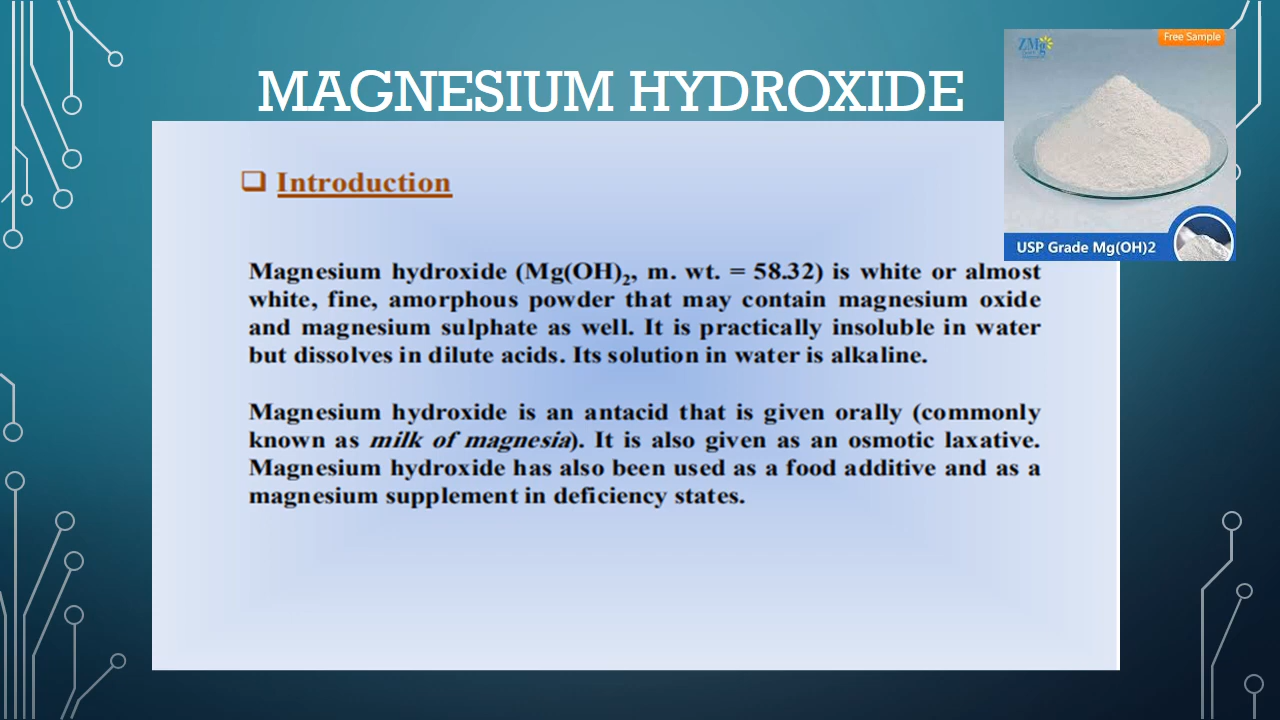 MAGNESIUM HYDROXIDE
ZMg
Free Sample
USP Grade Mg(OH)2
❑ Introduction
Magnesium hydroxide (Mg(OH)₂, m. wt. = 58.32) is white or almost
white, fine, amorphous powder that may contain magnesium oxide
and magnesium sulphate as well. It is practically insoluble in water
but dissolves in dilute acids. Its solution in water is alkaline.
Magnesium hydroxide is an antacid that is given orally (commonly
known as milk of magnesia). It is also given as an osmotic laxative.
Magnesium hydroxide has also been used as a food additive and as a
magnesium supplement in deficiency states.